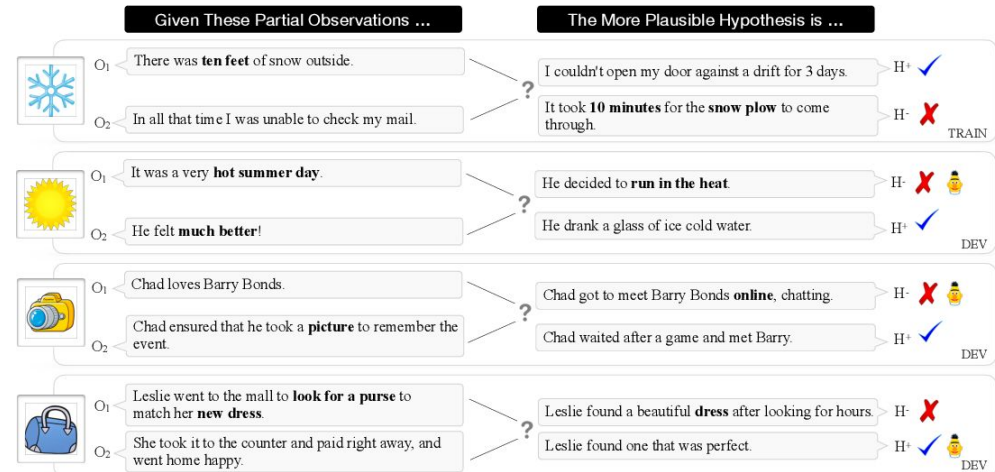 Given These Partial Observations ...
The More Plausible Hypothesis is ...
O1
There was ten feet of snow outside.
O2
In all that time I was unable to check my mail.
?
I couldn't open my door against a drift for 3 days.
H+
It took 10 minutes for the snow plow to come
through.
H-
TRAIN
O1
It was a very hot summer day.
O2
He felt much better!
?
He decided to run in the heat.
H-
He drank a glass of ice cold water.
H+
DEV
O1
Chad loves Barry Bonds.
O2
Chad ensured that he took a picture to remember the
event.
?
Chad got to meet Barry Bonds online, chatting.
H-
Chad waited after a game and met Barry.
H+
DEV
O1
Leslie went to the mall to look for a purse to
match her new dress.
O2
She took it to the counter and paid right away, and
went home happy.
?
Leslie found a beautiful dress after looking for hours.
H-
Leslie found one that was perfect.
H+
DEV